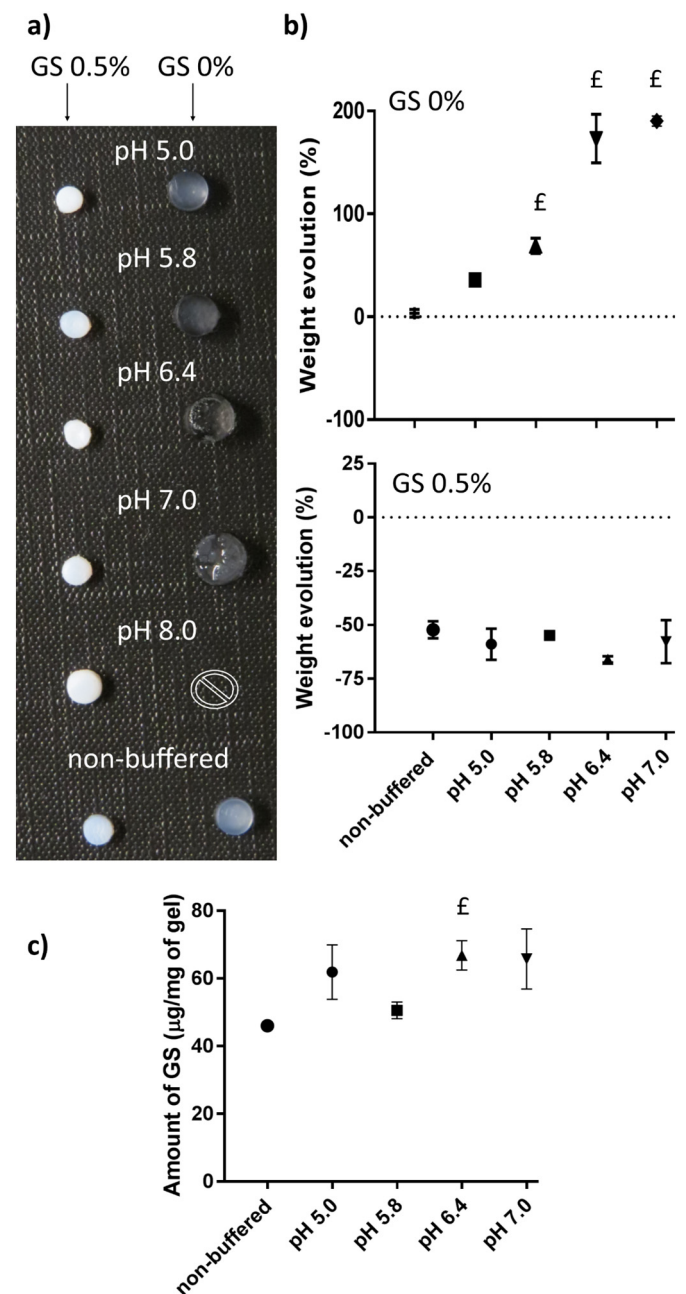 a)
GS 0.5% GS 0%
pH 5.0
pH 5.8
pH 6.4
pH 7.0
pH 8.0
non-buffered
b)
£ £
GS 0%
£
200
100
0
-100
Weight evolution (%)
GS 0.5%
25
0
-25
-50
-75
-100
Weight evolution (%)
non-buffered
pH 5.0
pH 5.8
pH 6.4
pH 7.0
c)
£
80
60
40
20
0
Amount of GS (µg/mg of gel)
non-buffered
pH 5.0
pH 5.8
pH 6.4
pH 7.0